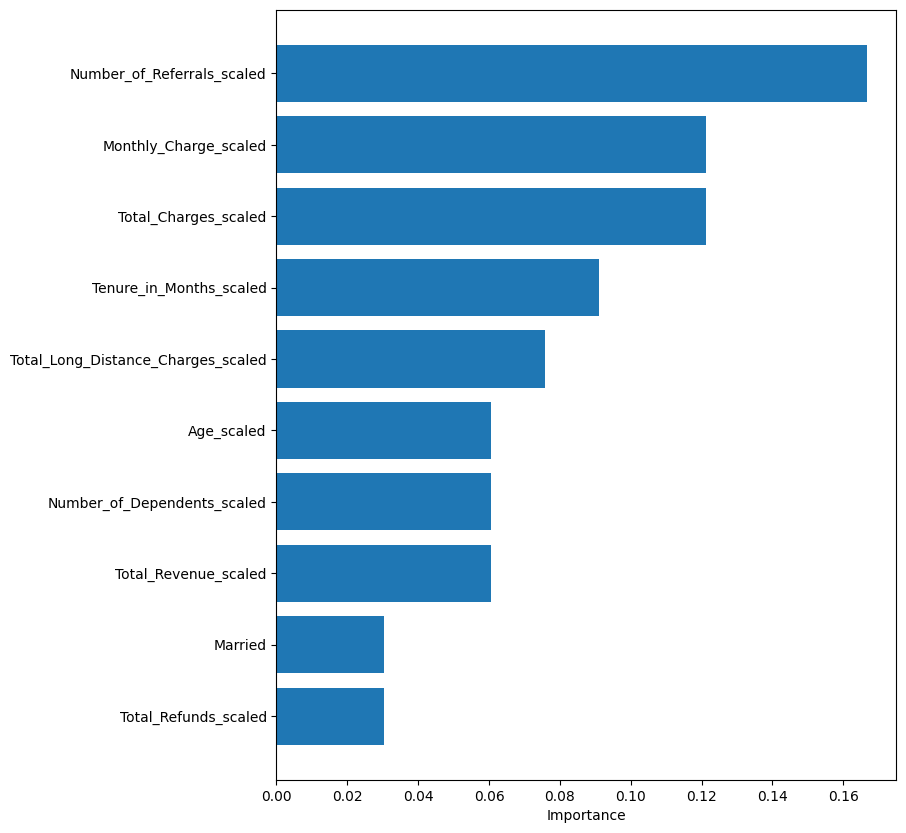 Number_of_Referrals_scaled
Monthly_Charge_scaled
Total_Charges_scaled
Tenure_in_Months_scaled
Total_Long_Distance_Charges_scaled
Age_scaled
Number_of_Dependents_scaled
Total_Revenue_scaled
Married
Total_Refunds_scaled
0.00 0.02 0.04 0.06 0.08 0.10 0.12 0.14 0.16
Importance